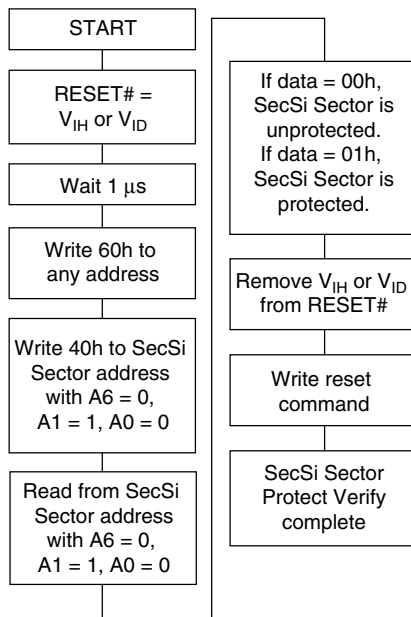 START
RESET# =
V_IH or V_ID
Wait 1 µs
Write 60h to
any address
Write 40h to SecSi
Sector address
with A6 = 0,
A1 = 1, A0 = 0
Read from SecSi
Sector address
with A6 = 0,
A1 = 1, A0 = 0
If data = 00h,
SecSi Sector is
unprotected.
If data = 01h,
SecSi Sector is
protected.
Remove V_IH or V_ID
from RESET#
Write reset
command
SecSi Sector
Protect Verify
complete